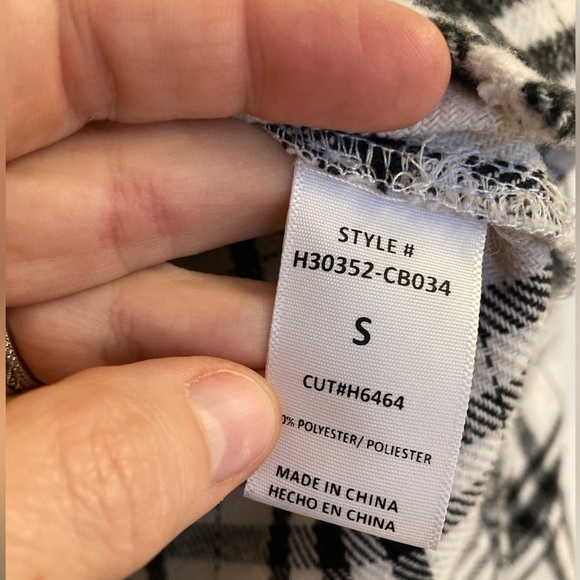 STYLE #
H30352-CB034
S
CUT#H6464
0% POLYESTER/ POLIESTER
MADE IN CHINA
HECHO EN CHINA